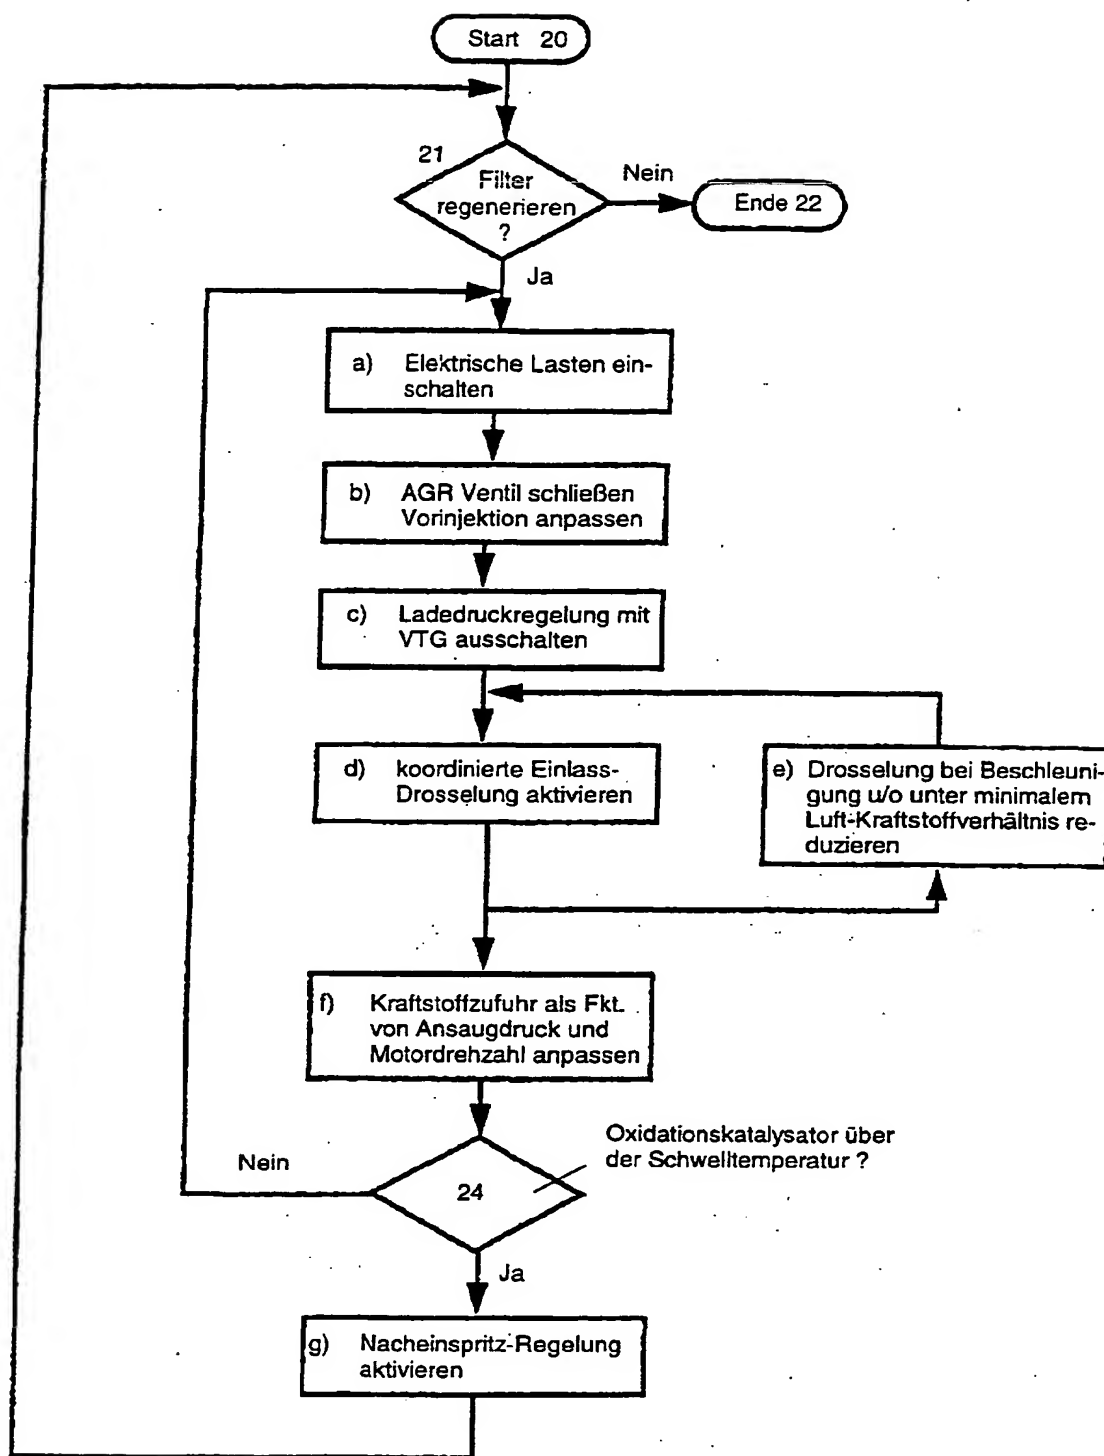 Start 20
21
Filter
regenerieren
?
Nein
Ende 22
Ja
a) Elektrische Lasten ein-
schalten
b) AGR Ventil schließen
Vorinjektion anpassen
c) Ladedruckregelung mit
VTG ausschalten
d) koordinierte Einlass-
Drosselung aktivieren
e) Drosselung bei Beschleuni-
gung u/o unter minimalem
Luft-Kraftstoffverhältnis re-
duzieren
f) Kraftstoffzufuhr als Fkt.
von Ansaugdruck und
Motordrehzahl anpassen
Oxidationskatalysator über
der Schwelltemperatur ?
Nein
24
Ja
g) Nacheinspritz-Regelung
aktivieren